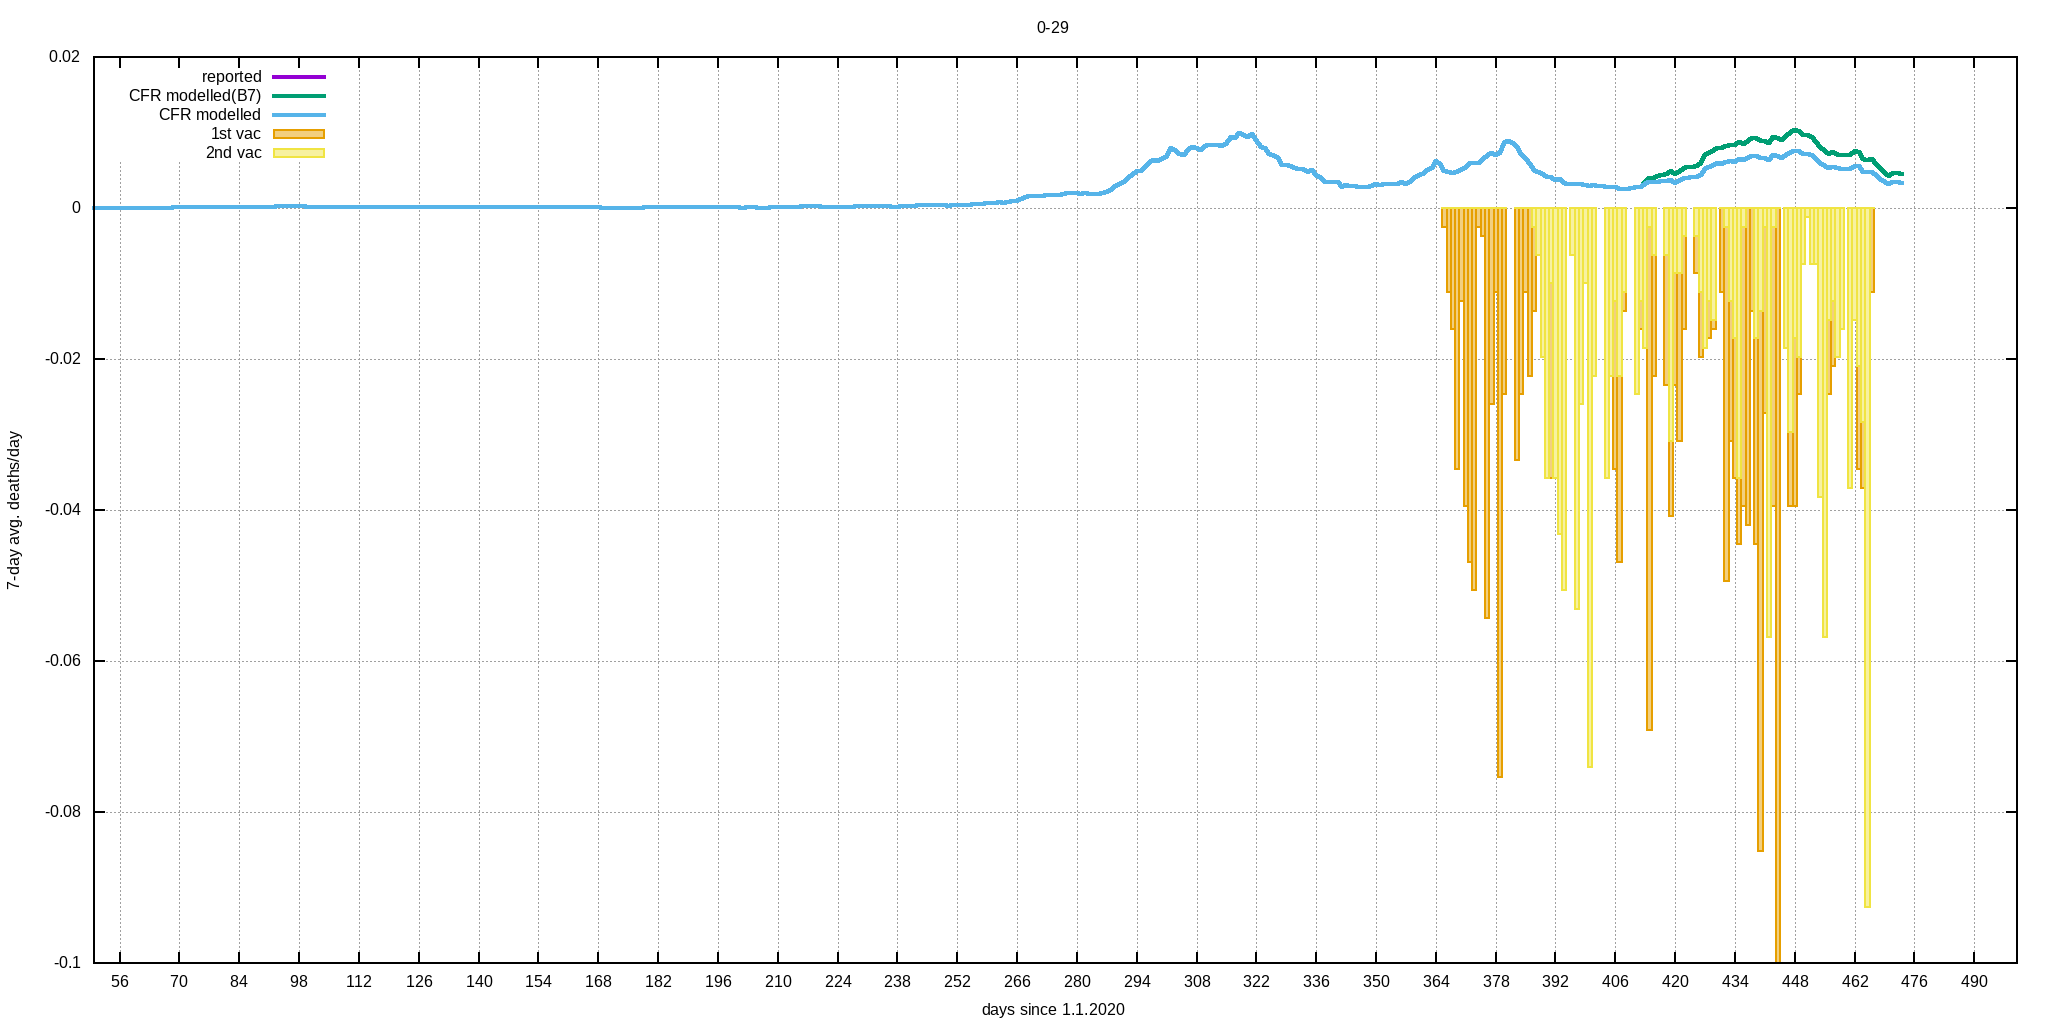 0-29
0.02
0
-0.02
-0.04
-0.06
-0.08
-0.1
7-day avg. deaths/day
reported
CFR modelled(B7)
CFR modelled
1st vac
2nd vac
56 70 84 98 112 126 140 154 168 182 196 210 224 238 252 266 280 294 308 322 336 350 364 378 392 406 420 434 448 462 476 490
days since 1.1.2020